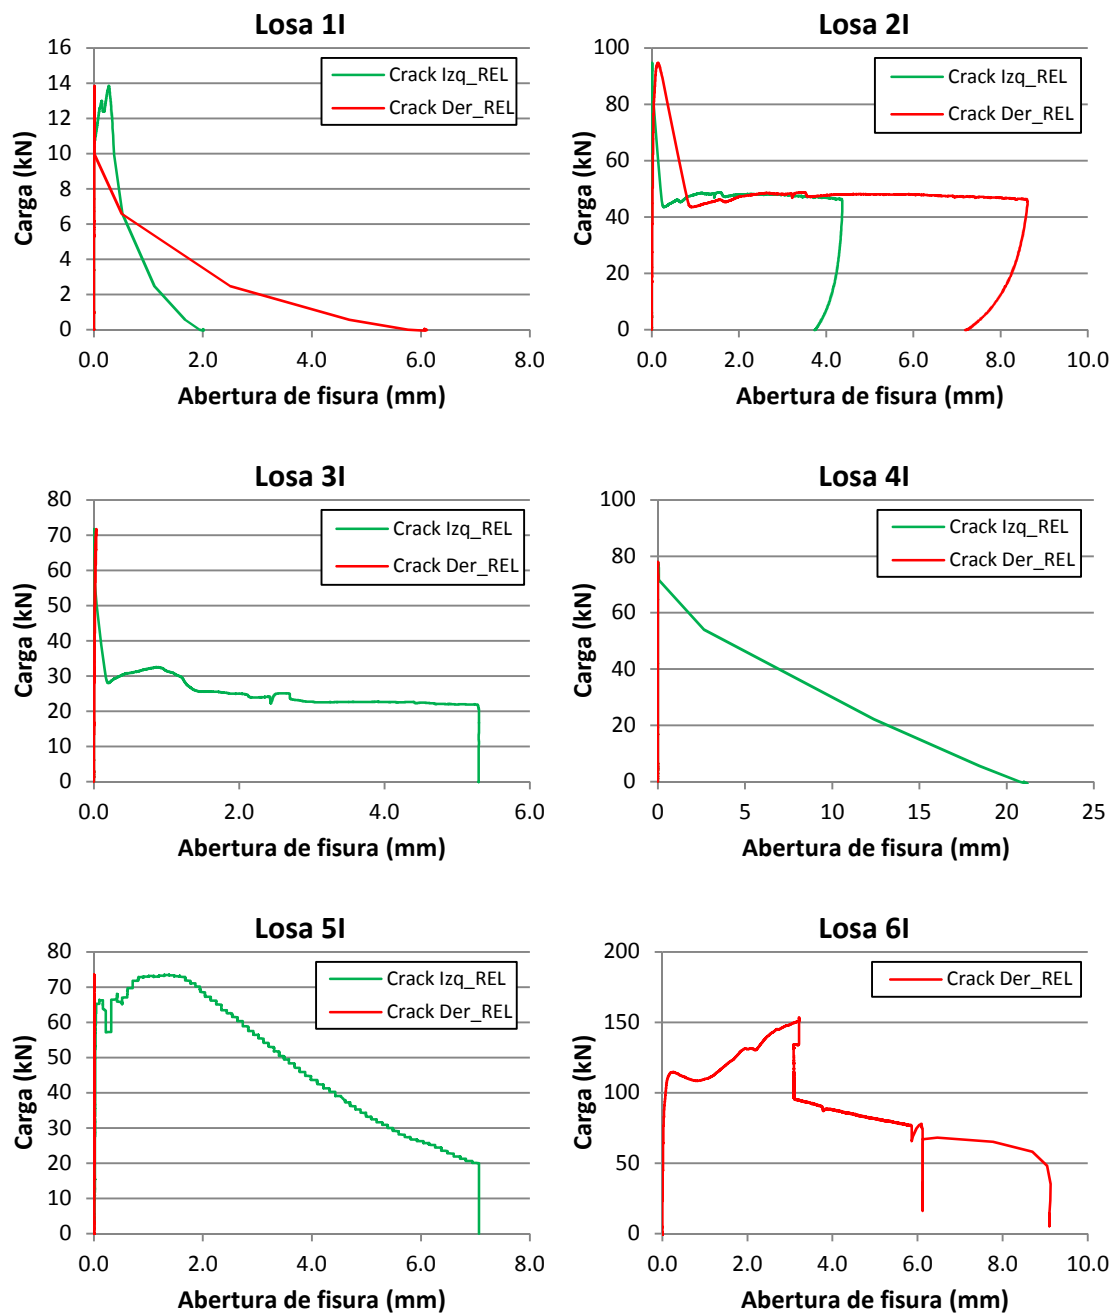 Losa 1I
16
14
12
10
8
6
4
2
0
0.0 2.0 4.0 6.0 8.0
Carga (kN)
Abertura de fisura (mm)
Crack Izq_REL
Crack Der_REL
Losa 2I
100
80
60
40
20
0
0.0 2.0 4.0 6.0 8.0 10.0
Carga (kN)
Abertura de fisura (mm)
Crack Izq_REL
Crack Der_REL
Losa 3I
80
70
60
50
40
30
20
10
0
0.0 2.0 4.0 6.0
Carga (kN)
Abertura de fisura (mm)
Crack Izq_REL
Crack Der_REL
Losa 4I
100
80
60
40
20
0
0 5 10 15 20 25
Carga (kN)
Abertura de fisura (mm)
Crack Izq_REL
Crack Der_REL
Losa 5I
80
70
60
50
40
30
20
10
0
0.0 2.0 4.0 6.0 8.0
Carga (kN)
Abertura de fisura (mm)
Crack Izq_REL
Crack Der_REL
Losa 6I
200
150
100
50
0
0.0 2.0 4.0 6.0 8.0 10.0
Carga (kN)
Abertura de fisura (mm)
Crack Der_REL